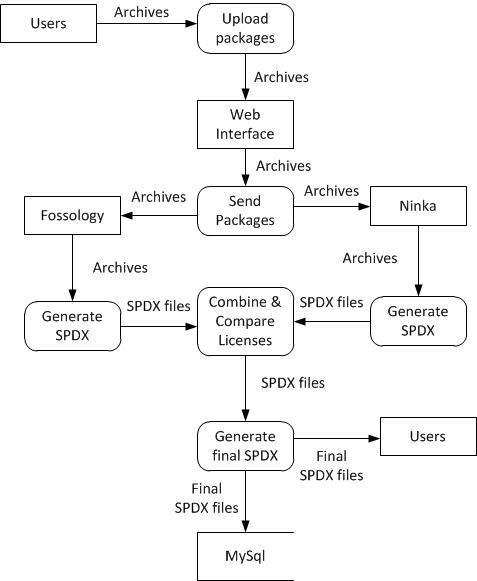 Users
Archives
Upload
packages
Archives
Web
Interface
Archives
Fossology
Archives
Send
Packages
Archives
Ninka
Archives
Archives
Generate
SPDX
SPDX files
Combine &
Compare
Licenses
SPDX files
Generate
SPDX
SPDX files
Generate
final SPDX
Final
SPDX files
Users
Final
SPDX files
MySql